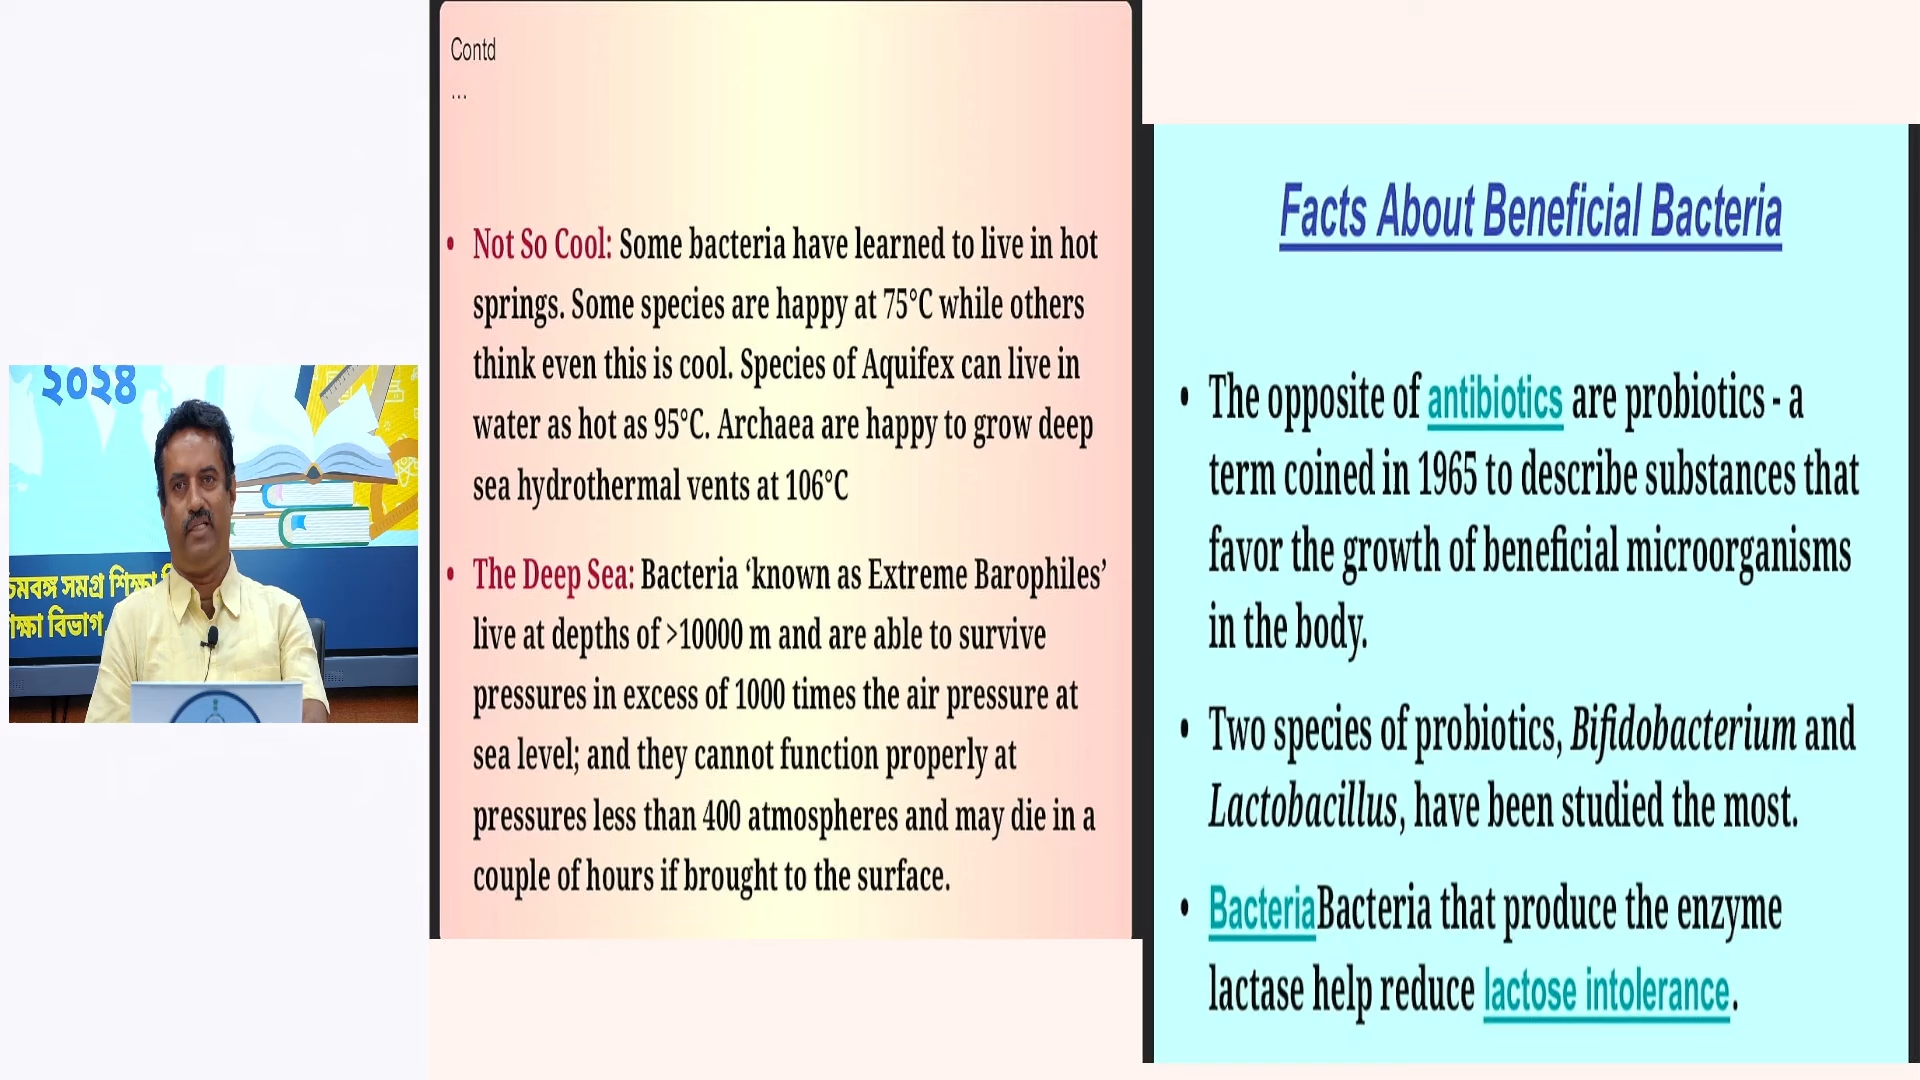 ২০২৪
সমগ্র শিক্ষা
বিভাগ
Contd
...
• Not So Cool: Some bacteria have learned to live in hot
springs. Some species are happy at 75°C while others
think even this is cool. Species of Aquifex can live in
water as hot as 95°C. Archaea are happy to grow deep
sea hydrothermal vents at 106°C
• The Deep Sea: Bacteria ‘known as Extreme Barophiles’
live at depths of >10000 m and are able to survive
pressures in excess of 1000 times the air pressure at
sea level; and they cannot function properly at
pressures less than 400 atmospheres and may die in a
couple of hours if brought to the surface.
Facts About Beneficial Bacteria
• The opposite of antibiotics are probiotics - a
term coined in 1965 to describe substances that
favor the growth of beneficial microorganisms
in the body.
• Two species of probiotics, Bifidobacterium and
Lactobacillus, have been studied the most.
• BacteriaBacteria that produce the enzyme
lactase help reduce lactose intolerance.